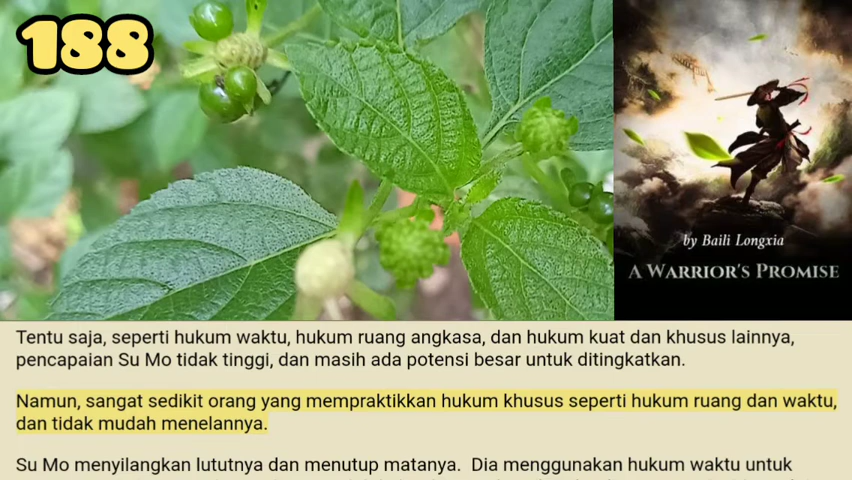 188
by Baili Longxia
A WARRIOR'S PROMISE
Tentu saja, seperti hukum waktu, hukum ruang angkasa, dan hukum kuat dan khusus lainnya,
pencapaian Su Mo tidak tinggi, dan masih ada potensi besar untuk ditingkatkan.
Namun, sangat sedikit orang yang mempraktikkan hukum khusus seperti hukum ruang dan waktu,
dan tidak mudah menelannya.
Su Mo menyilangkan lututnya dan menutup matanya. Dia menggunakan hukum waktu untuk